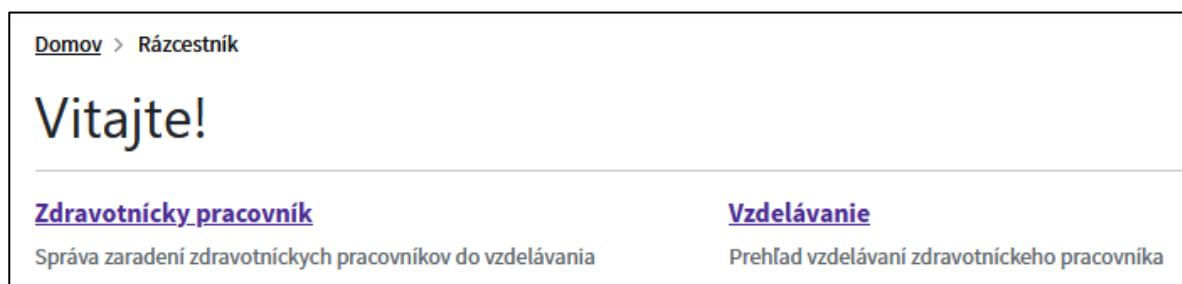 Domov > Rázcestník
Vitajte!
Zdravotnícky pracovník
Správa zaradení zdravotníckych pracovníkov do vzdelávania
Vzdelávanie
Prehľad vzdelávaní zdravotníckeho pracovníka